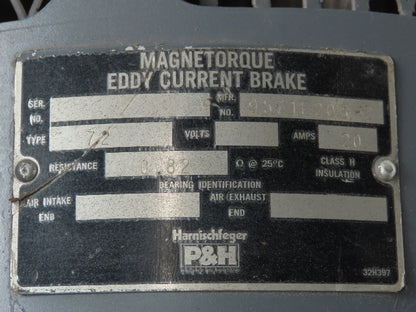 MAGNETORQUE
EDDY CURRENT BRAKE
SER. NO. MFR. NO.
TYPE 72 VOLTS AMPS 20
RESISTANCE Ω @ 25°C CLASS H INSULATION
BEARING IDENTIFICATION
AIR INTAKE END AIR EXHAUST END
Harnischfeger
P&H
32H397